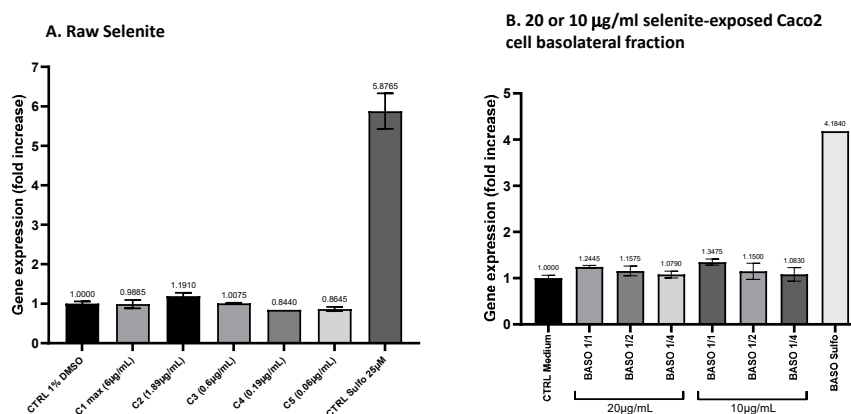 A. Raw Selenite
Gene expression (fold increase)
7
6
5
4
3
2
1
0
1.0000
0.9885
1.1910
1.0075
0.8440
0.8645
5.8765
CTRL 1% DMSO
C1 max (6µg/mL)
C2 (1.89µg/mL)
C3 (0.6µg/mL)
C4 (0.19µg/mL)
C5 (0.06µg/mL)
CTRL Sulfo 25µM
B. 20 or 10 µg/ml selenite-exposed Caco2
cell basolateral fraction
Gene expression (fold increase)
5
4
3
2
1
0
1.0000
1.2445
1.1575
1.0790
1.3475
1.1500
1.0830
4.1840
CTRL Medium
BASO 1/1
BASO 1/2
BASO 1/4
BASO 1/1
BASO 1/2
BASO 1/4
BASO Sulfo
20µg/mL
10µg/mL